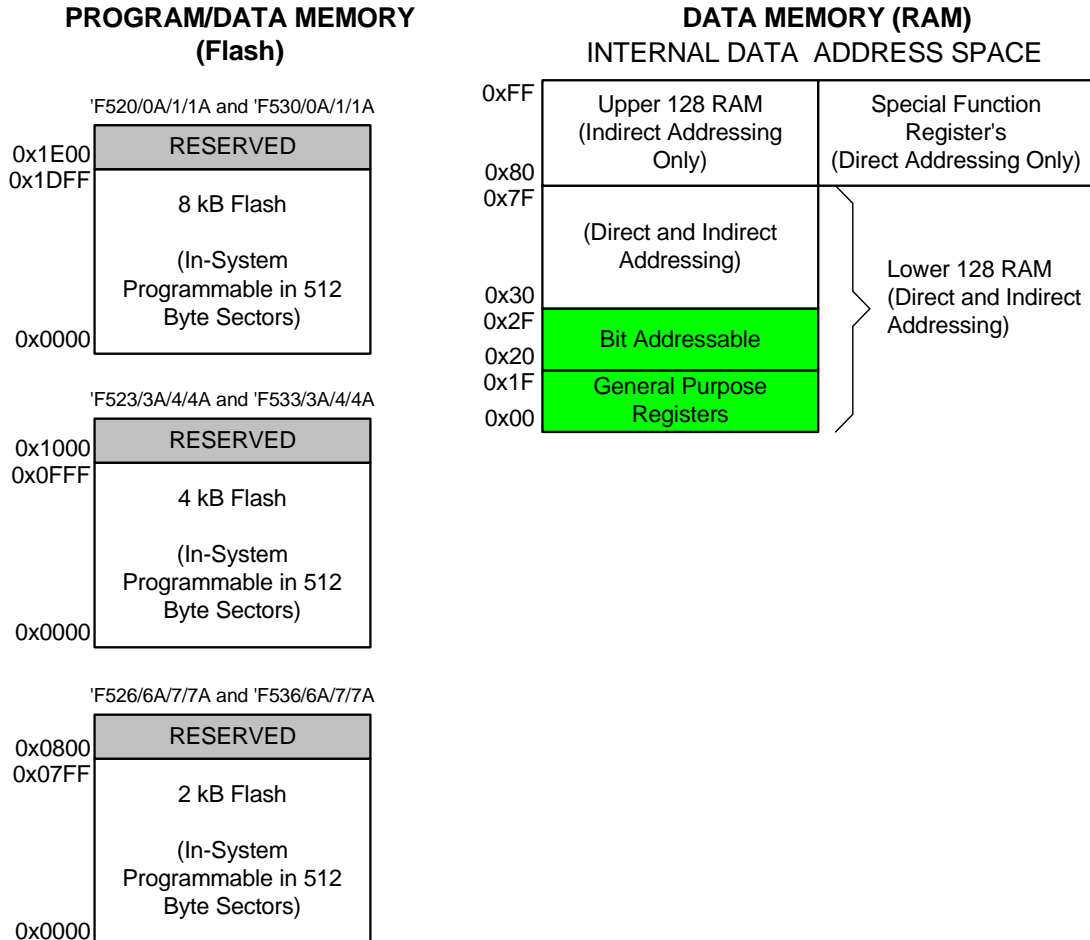 PROGRAM/DATA MEMORY
(Flash)
'F520/0A/1/1A and 'F530/0A/1/1A
RESERVED
0x1E00
0x1DFF
8 kB Flash
(In-System
Programmable in 512
Byte Sectors)
0x0000
'F523/3A/4/4A and 'F533/3A/4/4A
RESERVED
0x1000
0x0FFF
4 kB Flash
(In-System
Programmable in 512
Byte Sectors)
0x0000
'F526/6A/7/7A and 'F536/6A/7/7A
RESERVED
0x0800
0x07FF
2 kB Flash
(In-System
Programmable in 512
Byte Sectors)
0x0000
DATA MEMORY (RAM)
INTERNAL DATA ADDRESS SPACE
0xFF
Upper 128 RAM
(Indirect Addressing
Only)
0x80
Special Function
Register's
(Direct Addressing Only)
0x7F
(Direct and Indirect
Addressing)
0x30
0x2F
Bit Addressable
0x20
0x1F
General Purpose
Registers
0x00
Lower 128 RAM
(Direct and Indirect
Addressing)